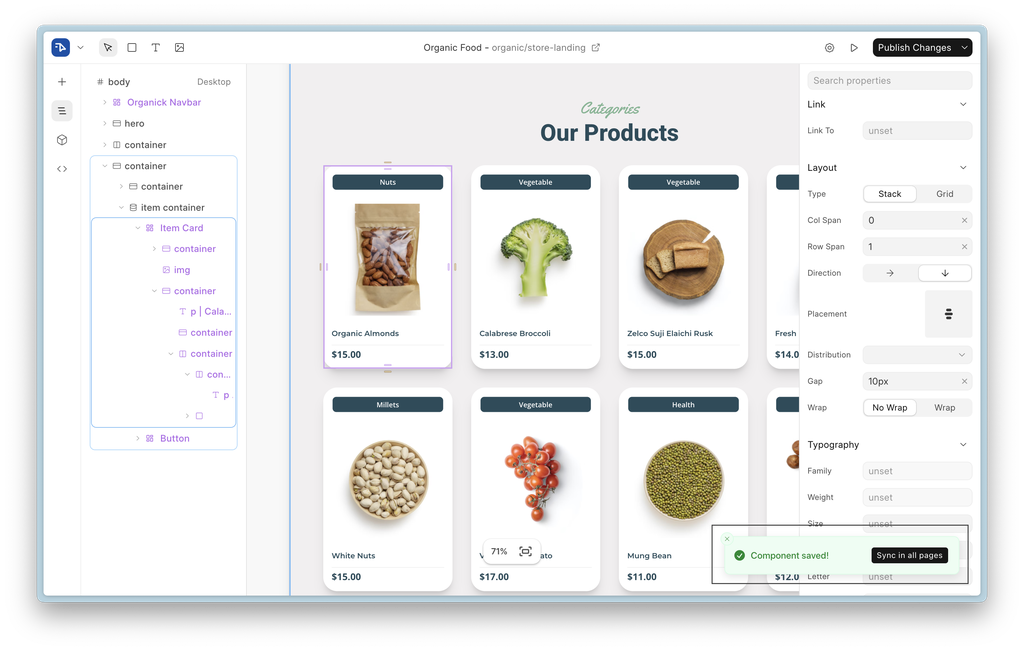 Organic Food - organic/store-landing
Publish Changes
# body
Desktop
Organick Navbar
hero
container
container
container
item container
Item Card
container
img
container
p | Cala...
container
container
con...
p
Button
Categories
Our Products
Nuts
Organic Almonds
$15.00
Vegetable
Calabrese Broccoli
$13.00
Vegetable
Zelco Suji Elaichi Rusk
$15.00
Fresh
$14.0
Millets
White Nuts
$15.00
Vegetable
$17.00
Health
Mung Bean
$11.00
$12.0
71%
Search properties
Link
Link To
unset
Layout
Type
Stack
Grid
Col Span
0
Row Span
1
Direction
Placement
Distribution
Gap
10px
Wrap
No Wrap
Wrap
Typography
Family
unset
Weight
unset
Size
unset
Component saved!
Sync in all pages
Letter
unset